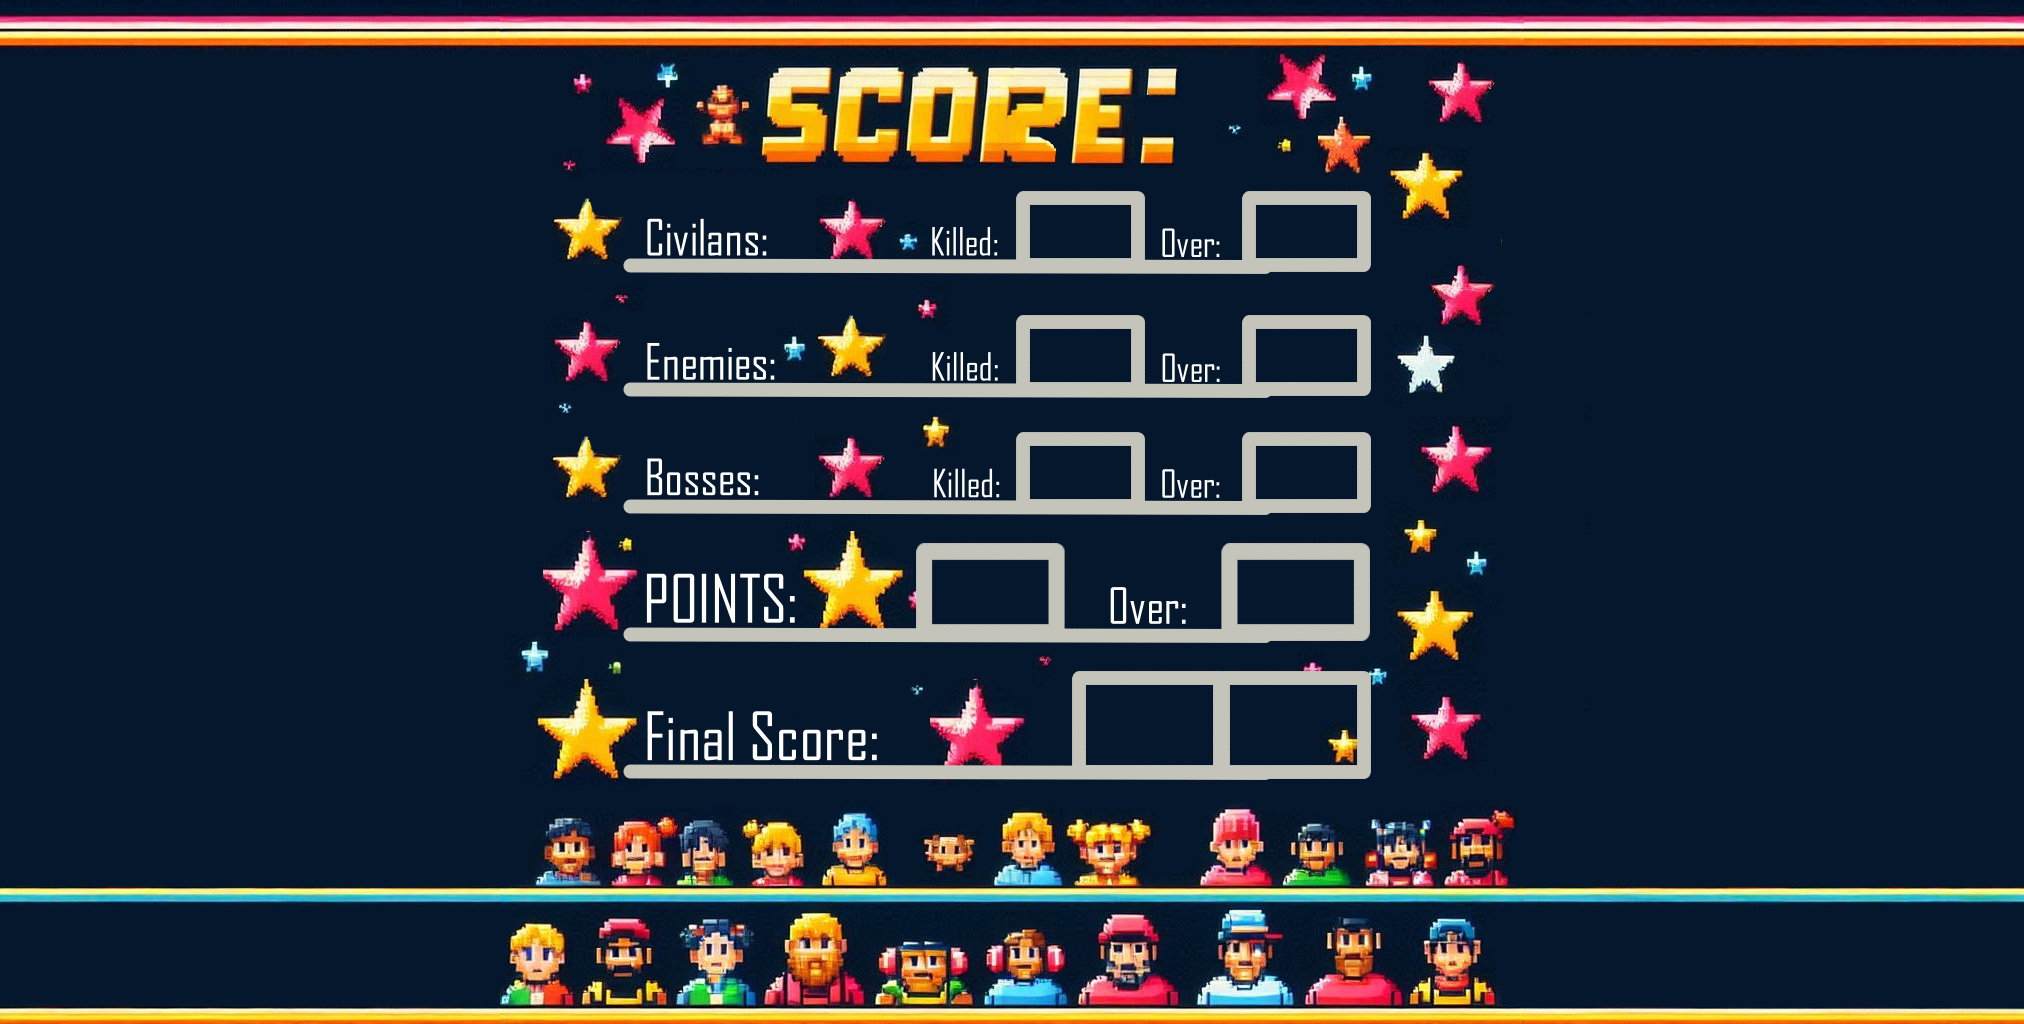 SCORE:
Civilans: Killed: Over:
Enemies: Killed: Over:
Bosses: Killed: Over:
POINTS: Over:
Final Score: